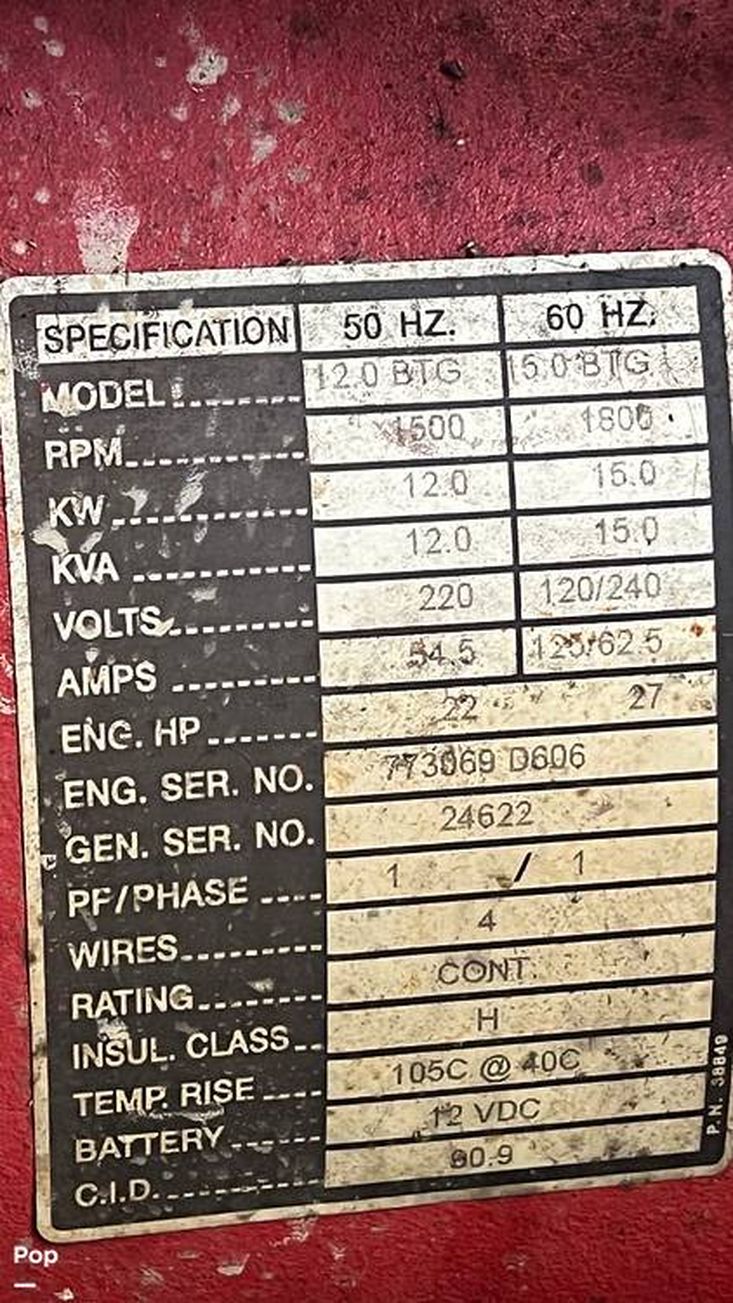 SPECIFICATION 50 HZ. 60 HZ.
MODEL 12.0 BTG 15.0 BTG
RPM 1500 1800
KW 12.0 15.0
KVA 12.0 15.0
VOLTS 220 120/240
AMPS 54.5 125/62.5
ENG. HP 22 27
ENG. SER. NO. 773069 D606
GEN. SER. NO. 24622
PF/PHASE 1 / 1
WIRES 4
RATING CONT.
INSUL. CLASS H
TEMP. RISE 105C @ 40C
BATTERY 12 VDC
C.I.D. 90.9
P.N. 38849
Pop